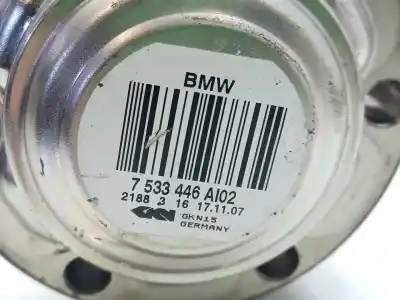 BMW
7 533 446 AI02
2188 3 16 17.11.07
GKN15
GERMANY